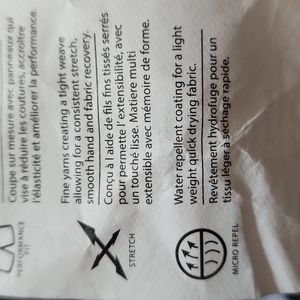 Coupe sur mesure avec panneaux qui
vise à réduire les coutures, accroître
l'élasticité et améliorer la performance.
PERFORMANCE
FIT
Fine yarns creating a tight weave
allowing for a consistent stretch,
smooth hand and fabric recovery.
Conçu à l aide de fils fins tissés serrés
pour permettre l'extensibilité, avec
un touché lisse. Matiere multi
extensible avec mémoire de forme.
STRETCH
Water repellent coating for a light
weight quick drying fabric.
Revêtement hydrofuge pour un
tissu léger à séchage rapide.
MICRO REPEL